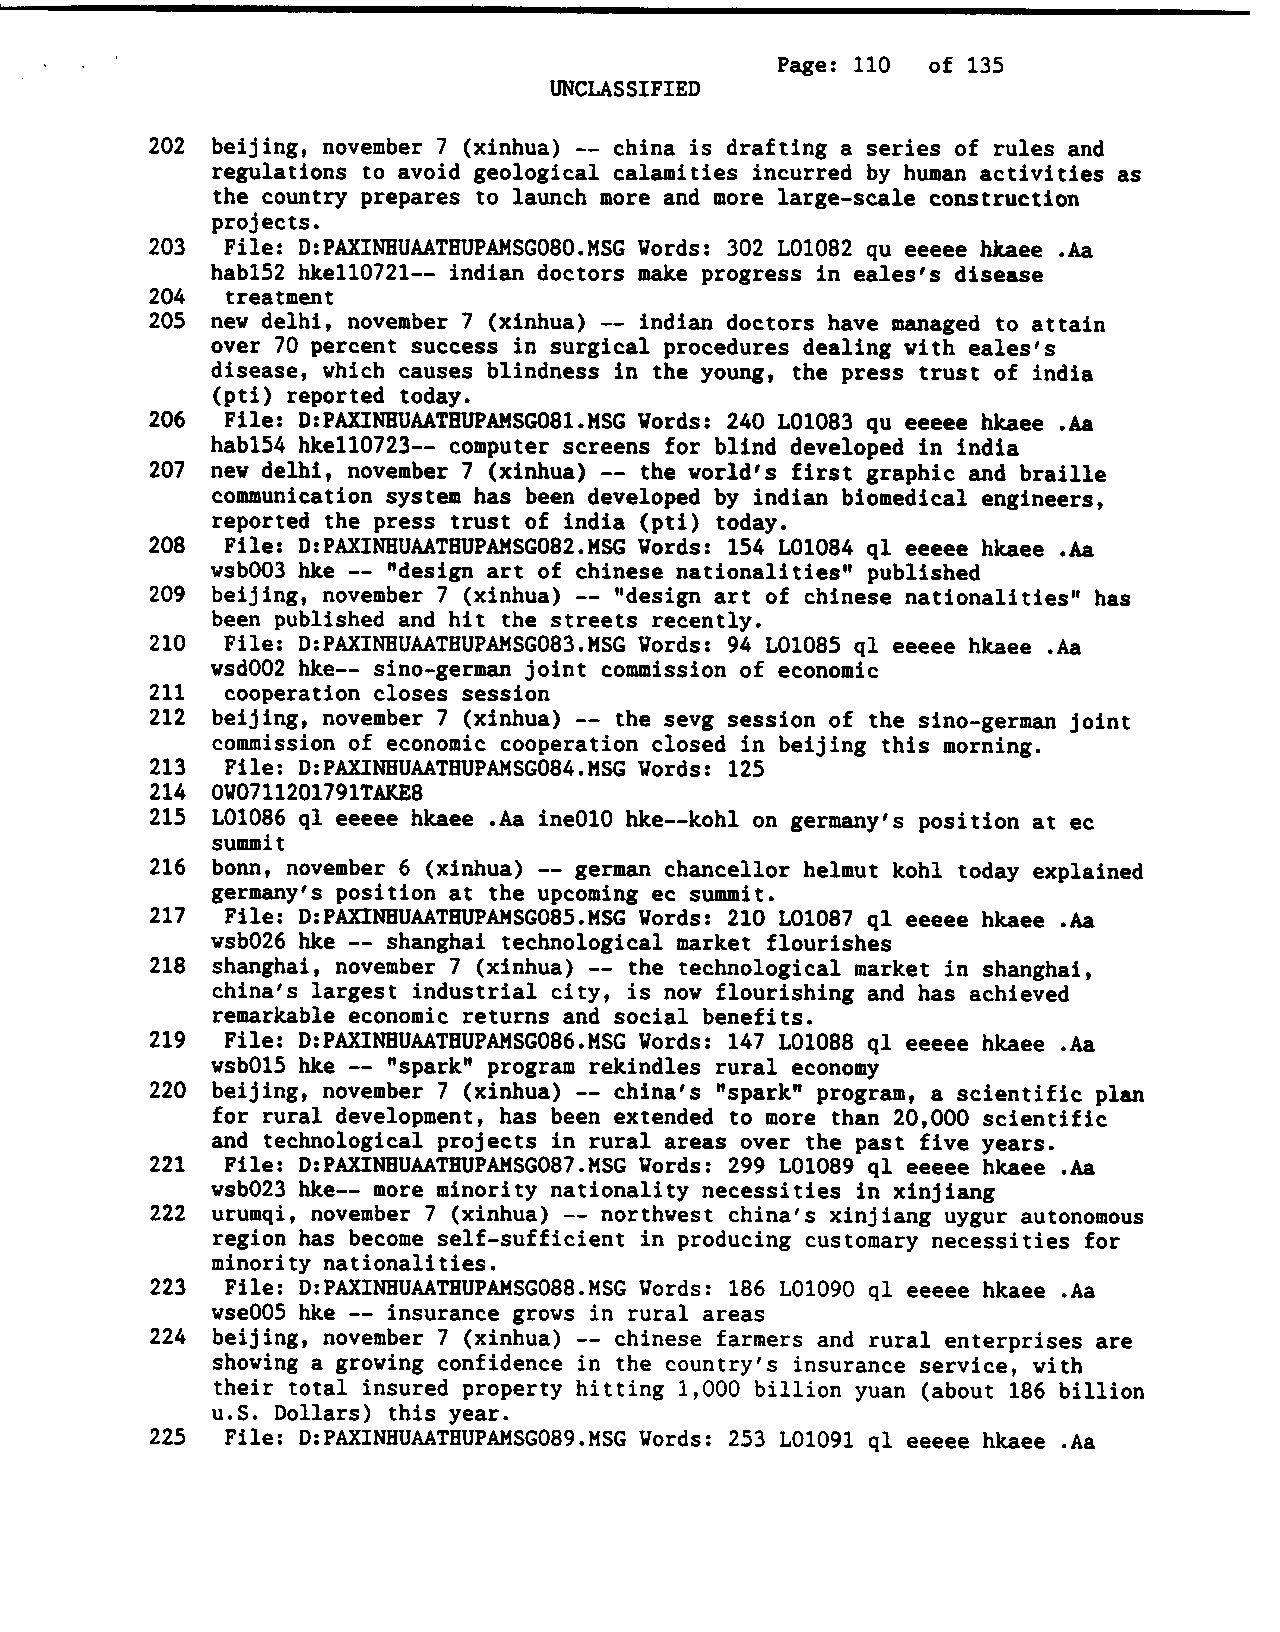 Page: 110 of 135
UNCLASSIFIED
202 beijing, november 7 (xinhua) -- china is drafting a series of rules and
regulations to avoid geological calamities incurred by human activities as
the country prepares to launch more and more large-scale construction
projects.
203 File: D:PAXINHUAATHUPAMSG080.MSG Words: 302 L01082 qu eeeee hkaee .Aa
hab152 hke110721-- indian doctors make progress in eales's disease
204 treatment
205 new delhi, november 7 (xinhua) -- indian doctors have managed to attain
over 70 percent success in surgical procedures dealing with eales's
disease, which causes blindness in the young, the press trust of india
(pti) reported today.
206 File: D:PAXINHUAATHUPAMSG081.MSG Words: 240 L01083 qu eeeee hkaee .Aa
hab154 hke110723-- computer screens for blind developed in india
207 new delhi, november 7 (xinhua) -- the world's first graphic and braille
communication system has been developed by indian biomedical engineers,
reported the press trust of india (pti) today.
208 File: D:PAXINHUAATHUPAMSG082.MSG Words: 154 L01084 ql eeeee hkaee .Aa
wsb003 hke -- "design art of chinese nationalities" published
209 beijing, november 7 (xinhua) -- "design art of chinese nationalities" has
been published and hit the streets recently.
210 File: D:PAXINHUAATHUPAMSG083.MSG Words: 94 L01085 ql eeeee hkaee .Aa
wsd002 hke-- sino-german joint commission of economic
211 cooperation closes session
212 beijing, november 7 (xinhua) -- the sevg session of the sino-german joint
commission of economic cooperation closed in beijing this morning.
213 File: D:PAXINHUAATHUPAMSG084.MSG Words: 125
214 OW0711201791TAKE8
215 L01086 ql eeeee hkaee .Aa ine010 hke--kohl on germany's position at ec
summit
216 bonn, november 6 (xinhua) -- german chancellor helmut kohl today explained
germany's position at the upcoming ec summit.
217 File: D:PAXINHUAATHUPAMSG085.MSG Words: 210 L01087 ql eeeee hkaee .Aa
wsb026 hke -- shanghai technological market flourishes
218 shanghai, november 7 (xinhua) -- the technological market in shanghai,
china's largest industrial city, is now flourishing and has achieved
remarkable economic returns and social benefits.
219 File: D:PAXINHUAATHUPAMSG086.MSG Words: 147 L01088 ql eeeee hkaee .Aa
wsb015 hke -- "spark" program rekindles rural economy
220 beijing, november 7 (xinhua) -- china's "spark" program, a scientific plan
for rural development, has been extended to more than 20,000 scientific
and technological projects in rural areas over the past five years.
221 File: D:PAXINHUAATHUPAMSG087.MSG Words: 299 L01089 ql eeeee hkaee .Aa
wsb023 hke-- more minority nationality necessities in xinjiang
222 urumqi, november 7 (xinhua) -- northwest china's xinjiang uygur autonomous
region has become self-sufficient in producing customary necessities for
minority nationalities.
223 File: D:PAXINHUAATHUPAMSG088.MSG Words: 186 L01090 ql eeeee hkaee .Aa
wse005 hke -- insurance grows in rural areas
224 beijing, november 7 (xinhua) -- chinese farmers and rural enterprises are
showing a growing confidence in the country's insurance service, with
their total insured property hitting 1,000 billion yuan (about 186 billion
u.S. Dollars) this year.
225 File: D:PAXINHUAATHUPAMSG089.MSG Words: 253 L01091 ql eeeee hkaee .Aa